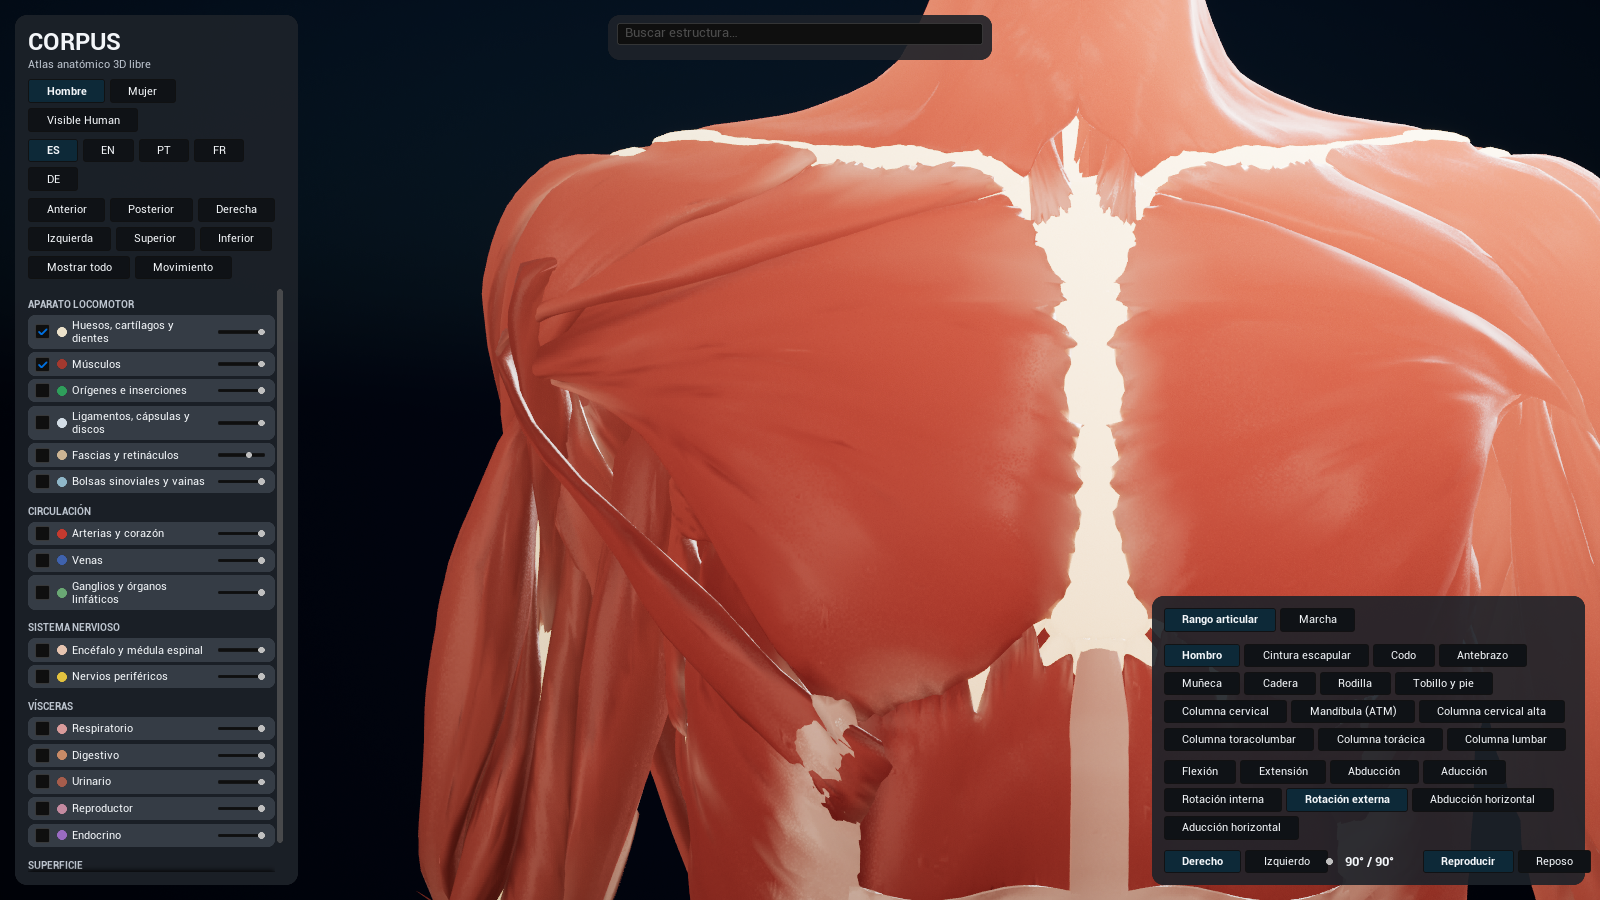 CORPUS
Atlas anatómico 3D libre
Hombre Mujer
Visible Human
ES EN PT FR
DE
Anterior Posterior Derecha
Izquierda Superior Inferior
Mostrar todo Movimiento
APARATO LOCOMOTOR
Huesos, cartílagos y
dientes
Músculos
Orígenes e inserciones
Ligamentos, cápsulas y
discos
Fascias y retináculos
Bolsas sinoviales y vainas
CIRCULACIÓN
Arterias y corazón
Venas
Ganglios y órganos
linfáticos
SISTEMA NERVIOSO
Encéfalo y médula espinal
Nervios periféricos
VÍSCERAS
Respiratorio
Digestivo
Urinario
Reproductor
Endocrino
SUPERFICIE
Buscar estructura...
Rango articular Marcha
Hombro Cintura escapular Codo Antebrazo
Muñeca Cadera Rodilla Tobillo y pie
Columna cervical Mandíbula (ATM) Columna cervical alta
Columna toracolumbar Columna torácica Columna lumbar
Flexión Extensión Abducción Aducción
Rotación interna Rotación externa Abducción horizontal
Aducción horizontal
Derecho Izquierdo 90° / 90° Reproducir Reposo